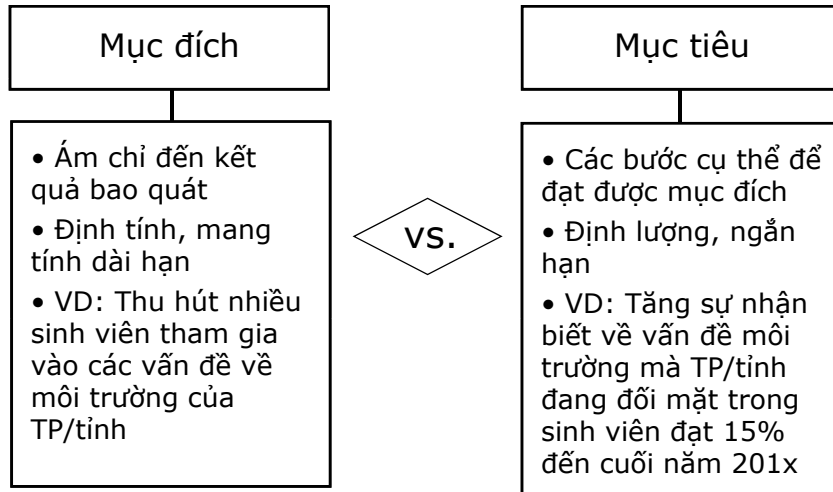 Mục đích
• Ám chỉ đến kết
quả bao quát
• Định tính, mang
tính dài hạn
• VD: Thu hút nhiều
sinh viên tham gia
vào các vấn đề về
môi trường của
TP/tỉnh
vs.
Mục tiêu
• Các bước cụ thể để
đạt được mục đích
• Định lượng, ngắn
hạn
• VD: Tăng sự nhận
biết về vấn đề môi
trường mà TP/tỉnh
đang đối mặt trong
sinh viên đạt 15%
đến cuối năm 201x